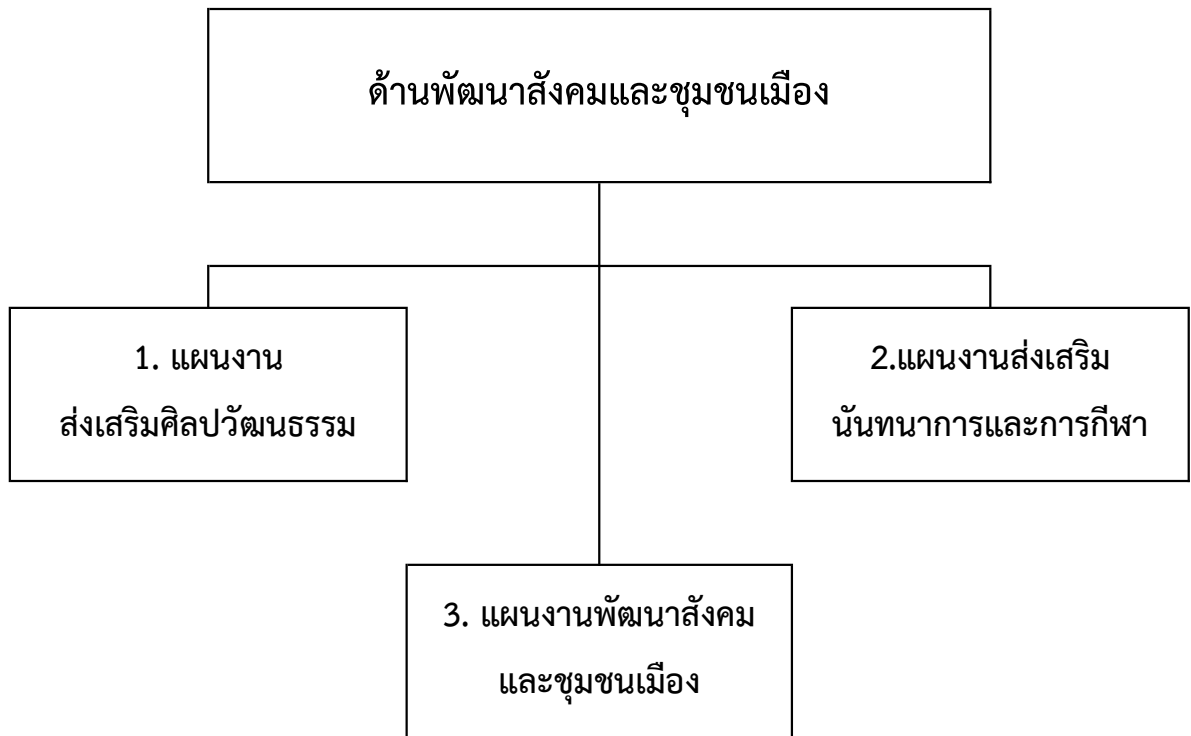 ด้านพัฒนาสังคมและชุมชนเมือง
1. แผนงาน
ส่งเสริมศิลปวัฒนธรรม
2.แผนงานส่งเสริม
นันทนาการและการกีฬา
3. แผนงานพัฒนาสังคม
และชุมชนเมือง